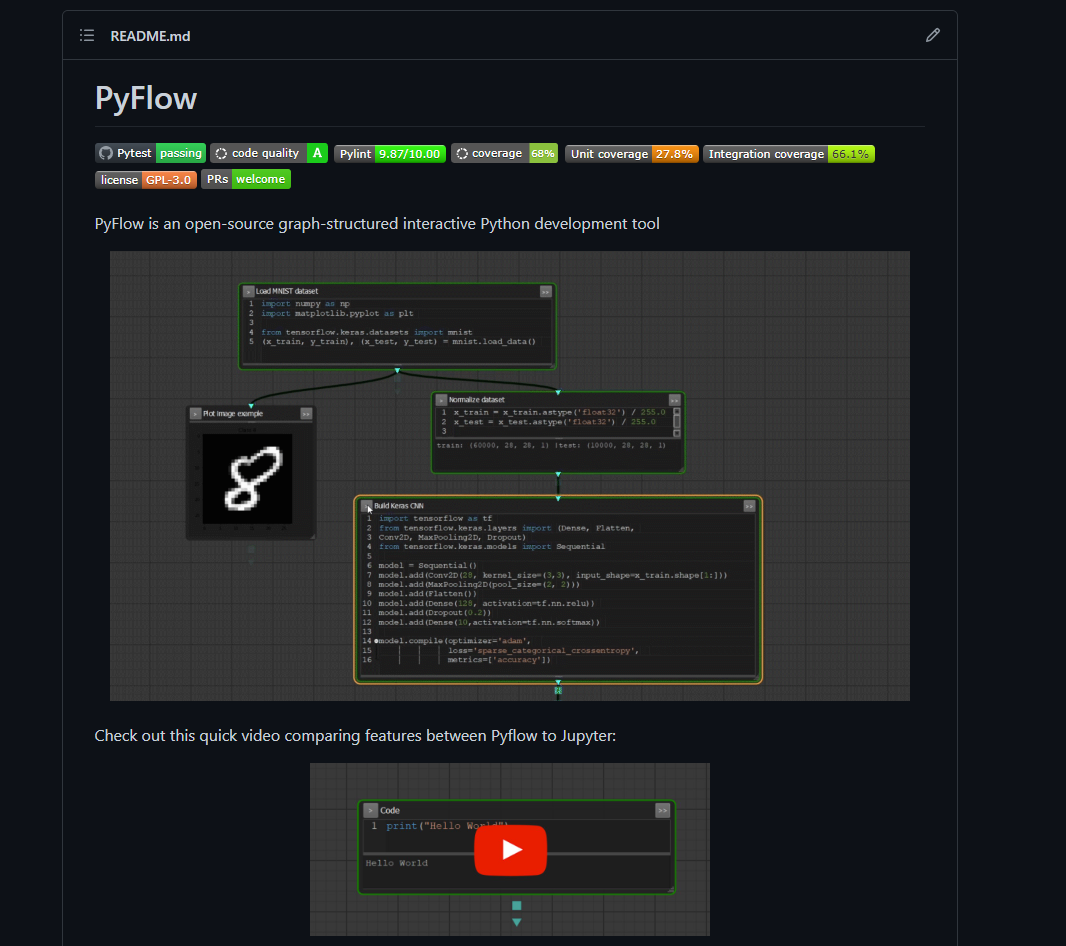 README.md
PyFlow
Pytest passing code quality A Pylint 9.87/10.00 coverage 68% Unit coverage 27.8% Integration coverage 66.1%
license GPL-3.0 PRs welcome
PyFlow is an open-source graph-structured interactive Python development tool
> Load MNIST dataset >>
1 import numpy as np
2 import matplotlib.pyplot as plt
3
4 from tensorflow.keras.datasets import mnist
5 (x_train, y_train), (x_test, y_test) = mnist.load_data()
> Plot image example >>
> Normalize dataset >>
1 x_train = x_train.astype('float32') / 255.0
2 x_test = x_test.astype('float32') / 255.0
3
train: (60000, 28, 28, 1) |test: (10000, 28, 28, 1)
Build Keras CNN >>
1 import tensorflow as tf
2 from tensorflow.keras.layers import (Dense, Flatten,
3 Conv2D, MaxPooling2D, Dropout)
4 from tensorflow.keras.models import Sequential
5
6 model = Sequential()
7 model.add(Conv2D(28, kernel_size=(3,3), input_shape=x_train.shape[1:]))
8 model.add(MaxPooling2D(pool_size=(2, 2)))
9 model.add(Flatten())
10 model.add(Dense(128, activation=tf.nn.relu))
11 model.add(Dropout(0.2))
12 model.add(Dense(10,activation=tf.nn.softmax))
13
14 model.compile(optimizer='adam',
15 loss='sparse_categorical_crossentropy',
16 metrics=['accuracy'])
Check out this quick video comparing features between Pyflow to Jupyter:
> Code >>
1 print("Hello World")
Hello World